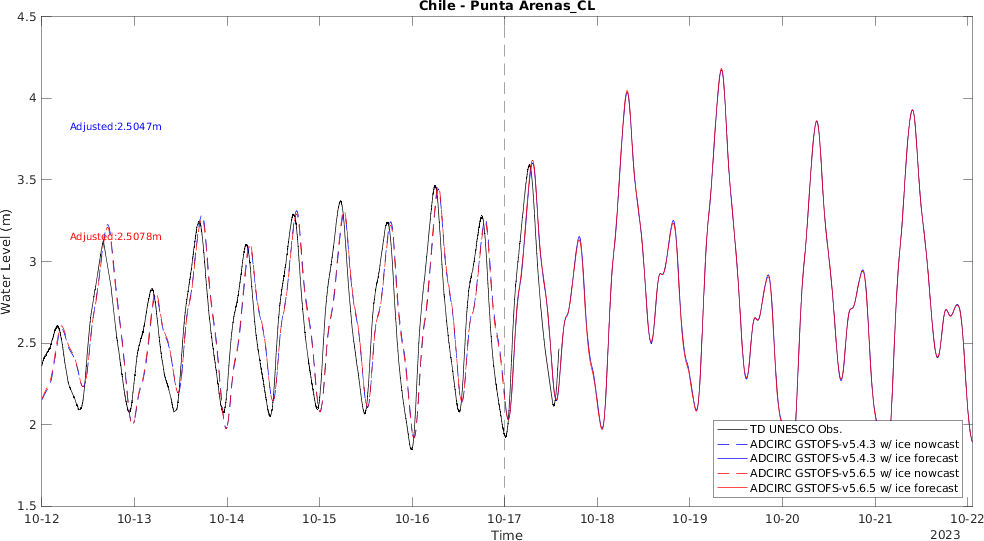 Chile - Punta Arenas_CL
4.5
4
3.5
3
2.5
2
1.5
Water Level (m)
Adjusted:2.5047m
Adjusted:2.5078m
TD UNESCO Obs.
ADCIRC GSTOFS-v5.4.3 w/ ice nowcast
ADCIRC GSTOFS-v5.4.3 w/ ice forecast
ADCIRC GSTOFS-v5.6.5 w/ ice nowcast
ADCIRC GSTOFS-v5.6.5 w/ ice forecast
10-12 10-13 10-14 10-15 10-16 10-17 10-18 10-19 10-20 10-21 10-22
Time
2023